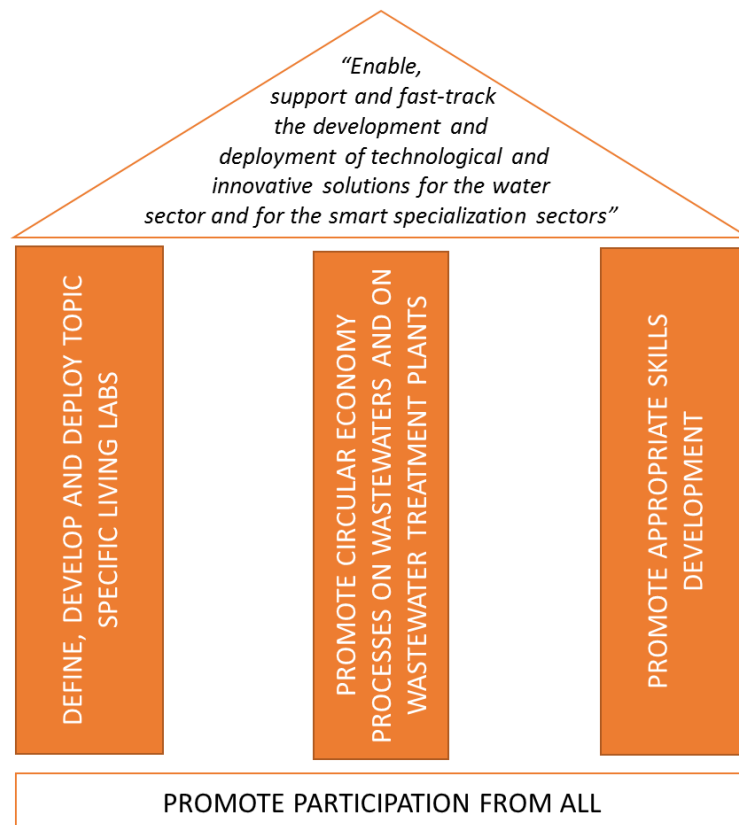 “Enable,
support and fast-track
the development and
deployment of technological and
innovative solutions for the water
sector and for the smart specialization sectors”
DEFINE, DEVELOP AND DEPLOY TOPIC
SPECIFIC LIVING LABS
PROMOTE CIRCULAR ECONOMY
PROCESSES ON WASTEWATERS AND ON
WASTEWATER TREATMENT PLANTS
PROMOTE APPROPRIATE SKILLS
DEVELOPMENT
PROMOTE PARTICIPATION FROM ALL